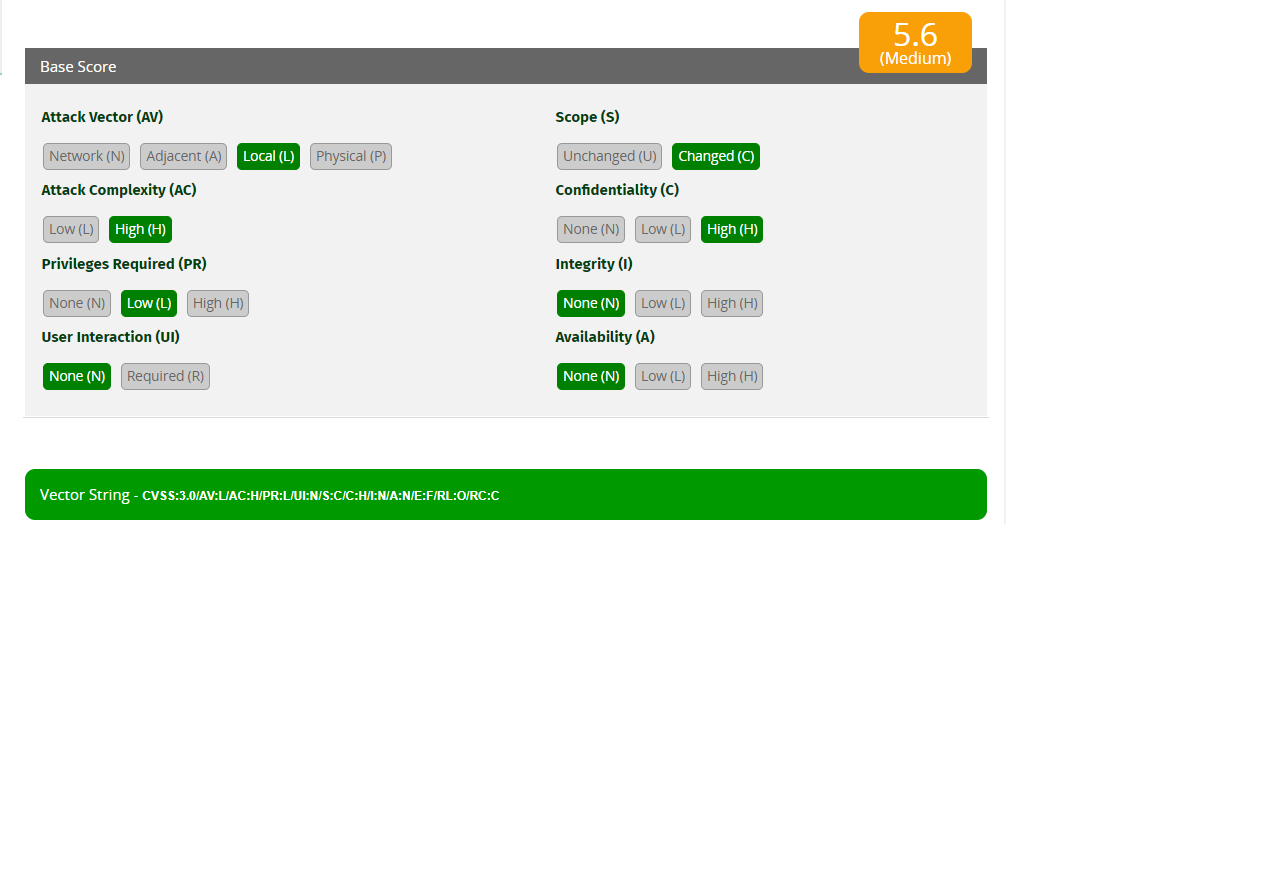 5.6
(Medium)
Base Score
Attack Vector (AV)
Network (N) Adjacent (A) Local (L) Physical (P)
Attack Complexity (AC)
Low (L) High (H)
Privileges Required (PR)
None (N) Low (L) High (H)
User Interaction (UI)
None (N) Required (R)
Scope (S)
Unchanged (U) Changed (C)
Confidentiality (C)
None (N) Low (L) High (H)
Integrity (I)
None (N) Low (L) High (H)
Availability (A)
None (N) Low (L) High (H)
Vector String - CVSS:3.0/AV:L/AC:H/PR:L/UI:N/S:C/C:H/I:N/A:N/E:F/RL:O/RC:C